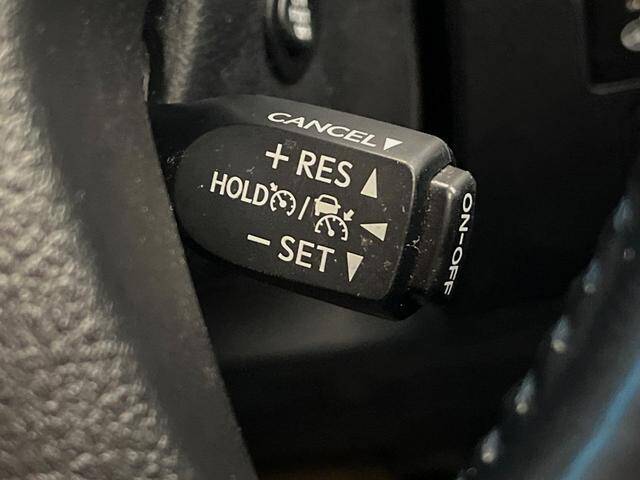 CANCEL▼
+ RES ▲
HOLD / ◀
− SET ▼
ON-OFF